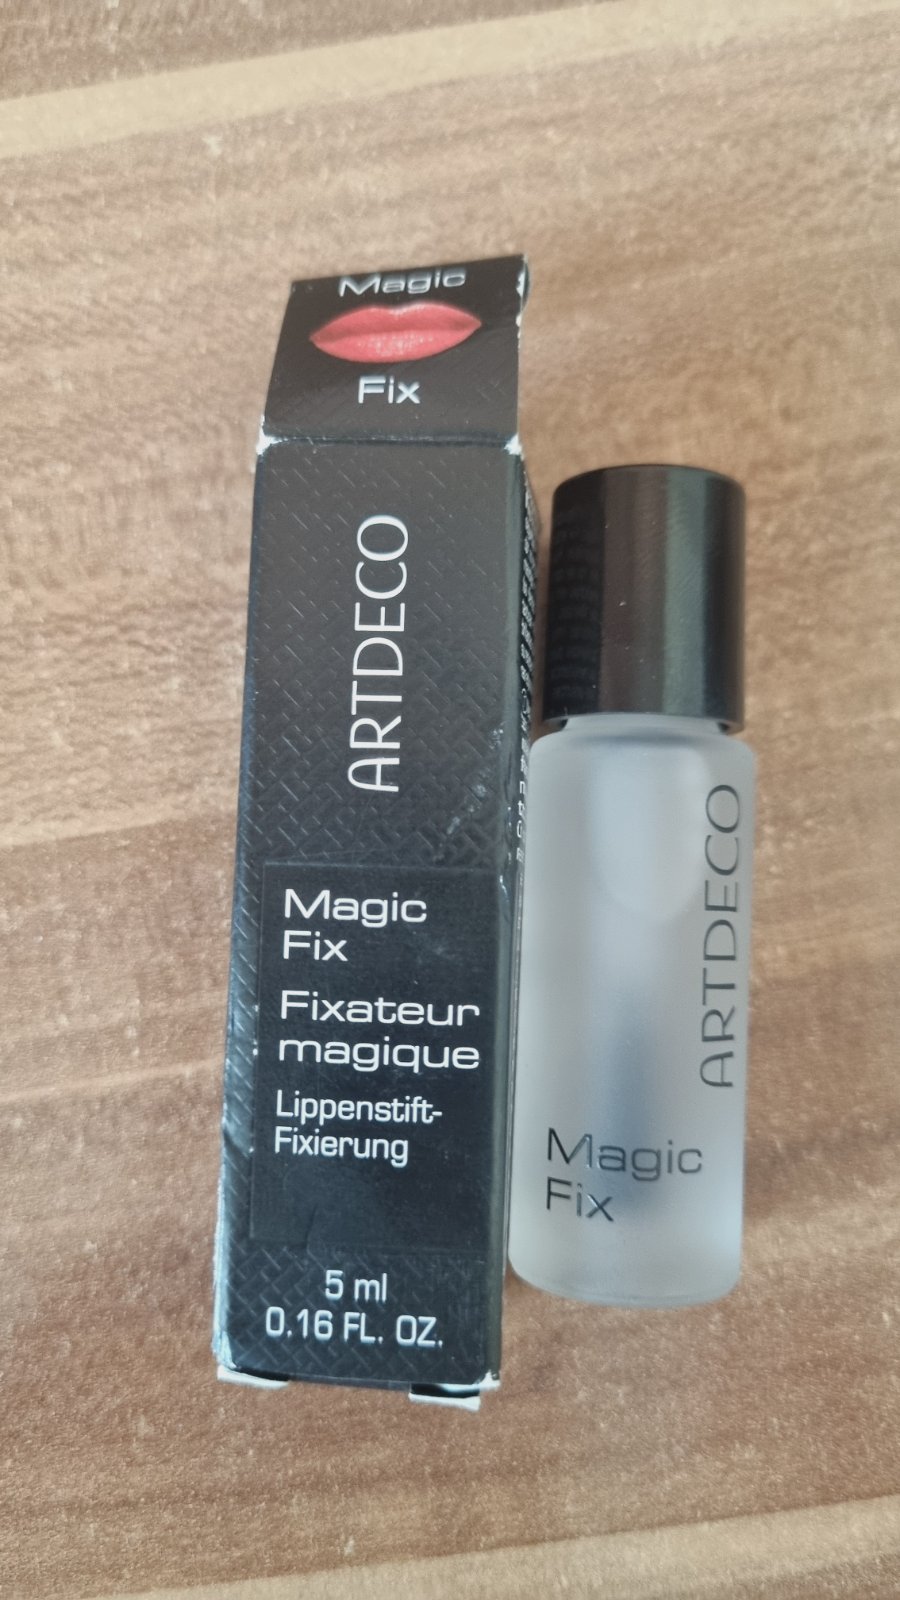 Magic
Fix
ARTDECO
Magic
Fix
Fixateur
magique
Lippenstift-
Fixierung
5 ml
0.16 FL. OZ.
ARTDECO
Magic
Fix